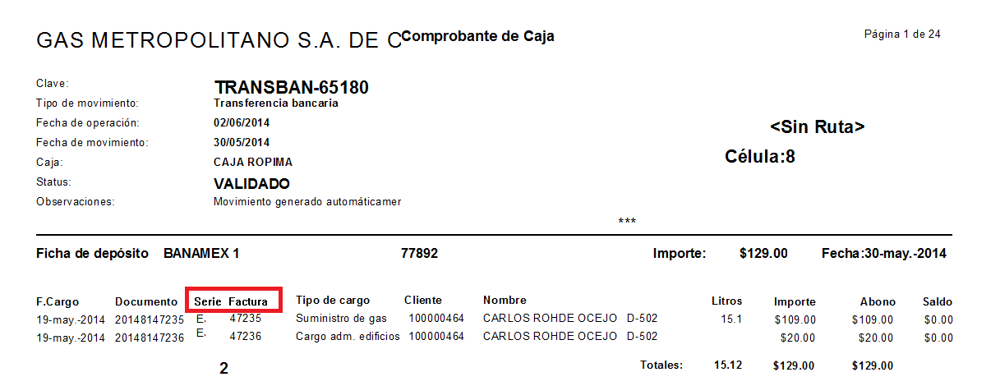 GAS METROPOLITANO S.A. DE C Comprobante de Caja Página 1 de 24
Clave: TRANSBAN-65180
Tipo de movimiento: Transferencia bancaria
Fecha de operación: 02/06/2014 <Sin Ruta>
Fecha de movimiento: 30/05/2014
Caja: CAJA ROPIMA Célula:8
Status: VALIDADO
Observaciones: Movimiento generado automáticamer
***
Ficha de depósito BANAMEX 1 77892 Importe: $129.00 Fecha:30-may.-2014
F.Cargo Documento Serie Factura Tipo de cargo Cliente Nombre Litros Importe Abono Saldo
19-may.-2014 20148147235 E. 47235 Suministro de gas 100000464 CARLOS ROHDE OCEJO D-502 15.1 $109.00 $109.00 $0.00
19-may.-2014 20148147236 E. 47236 Cargo adm. edificios 100000464 CARLOS ROHDE OCEJO D-502 $20.00 $20.00 $0.00
2 Totales: 15.12 $129.00 $129.00